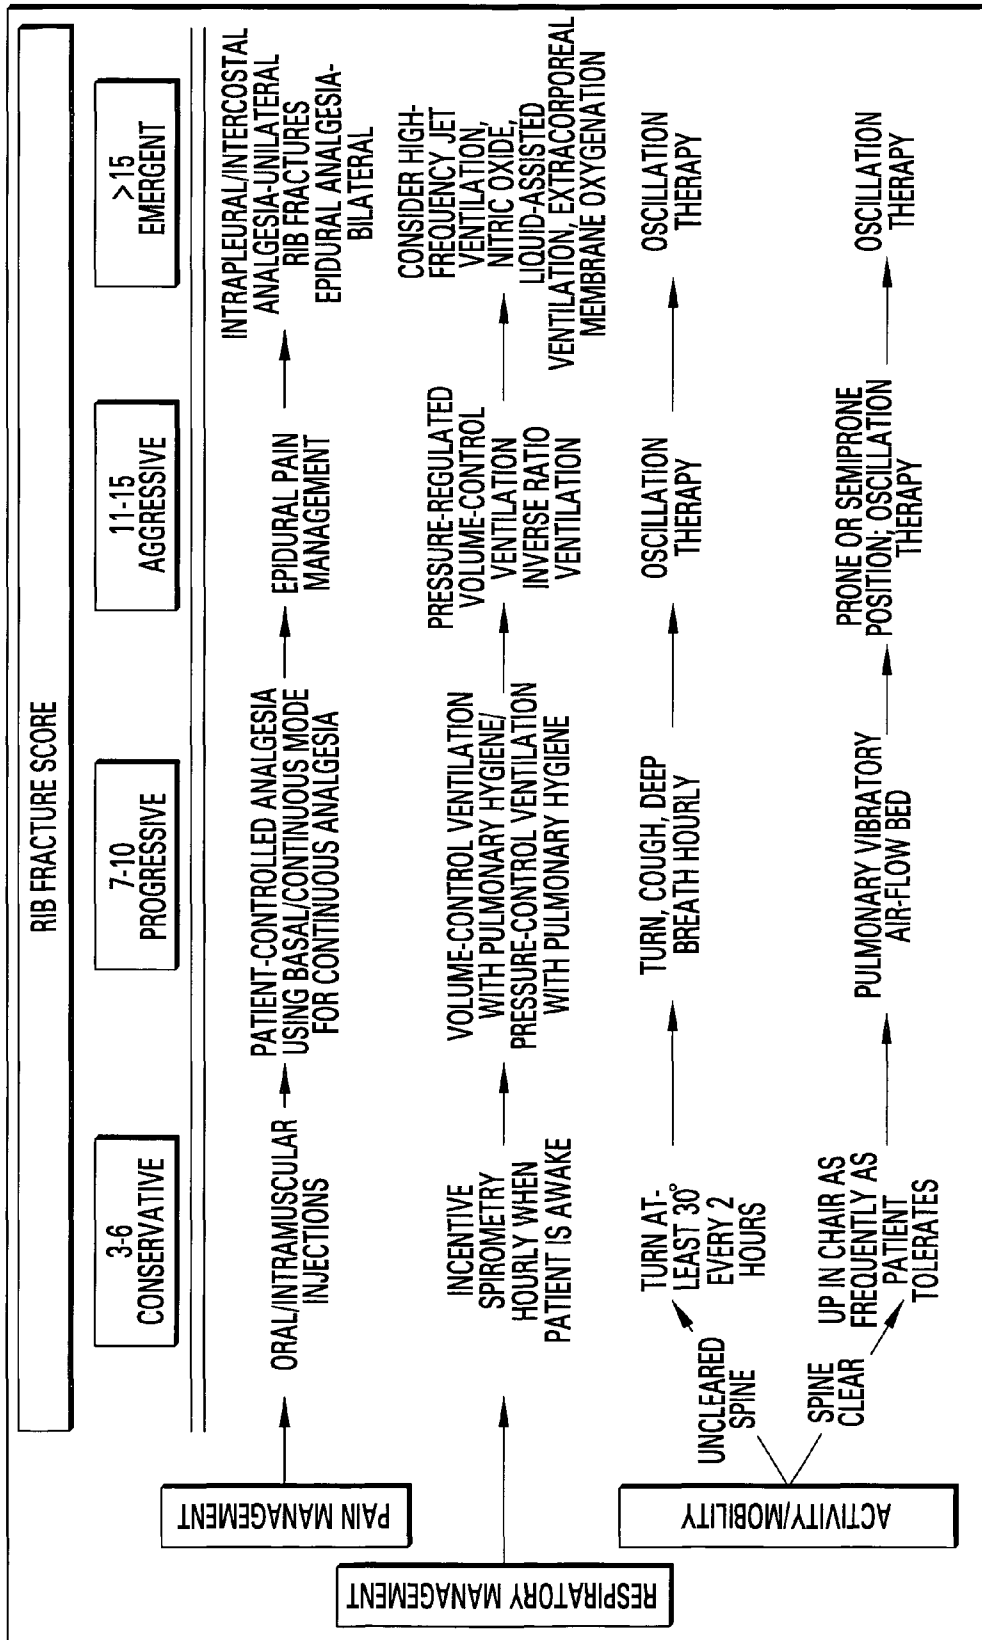 RIB FRACTURE SCORE
3-6
CONSERVATIVE
7-10
PROGRESSIVE
11-15
AGGRESSIVE
>15
EMERGENT
PAIN MANAGEMENT
ORAL/INTRAMUSCULAR
INJECTIONS
PATIENT-CONTROLLED ANALGESIA
USING BASAL/CONTINUOUS MODE
FOR CONTINUOUS ANALGESIA
EPIDURAL PAIN
MANAGEMENT
INTRAPLEURAL/INTERCOSTAL
ANALGESIA-UNILATERAL
RIB FRACTURES
EPIDURAL ANALGESIA-
BILATERAL
RESPIRATORY MANAGEMENT
INCENTIVE
SPIROMETRY
HOURLY WHEN
PATIENT IS AWAKE
VOLUME-CONTROL VENTILATION
WITH PULMONARY HYGIENE/
PRESSURE-CONTROL VENTILATION
WITH PULMONARY HYGIENE
PRESSURE-REGULATED
VOLUME-CONTROL
VENTILATION
INVERSE RATIO
VENTILATION
CONSIDER HIGH-
FREQUENCY JET
VENTILATION,
NITRIC OXIDE,
LIQUID-ASSISTED
VENTILATION, EXTRACORPOREAL
MEMBRANE OXYGENATION
ACTIVITY/MOBILITY
UNCLEARED
SPINE
TURN AT-
LEAST 30°
EVERY 2
HOURS
TURN, COUGH, DEEP
BREATH HOURLY
OSCILLATION
THERAPY
OSCILLATION
THERAPY
SPINE
CLEAR
UP IN CHAIR AS
FREQUENTLY AS
PATIENT
TOLERATES
PULMONARY VIBRATORY
AIR-FLOW BED
PRONE OR SEMIPRONE
POSITION; OSCILLATION
THERAPY
OSCILLATION
THERAPY